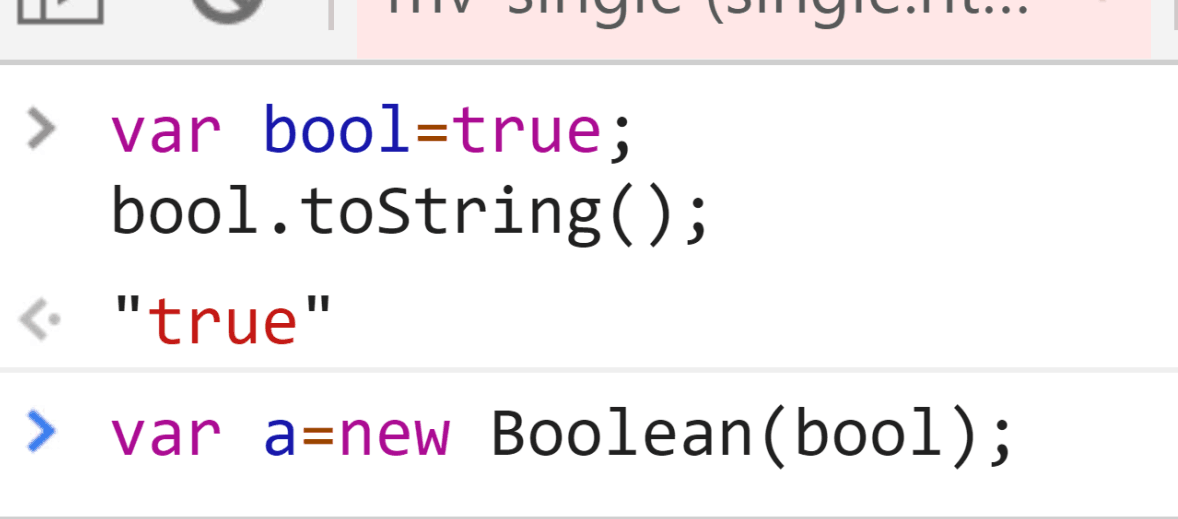 var bool=true;
bool.toString();
"true"
var a=new Boolean(bool);